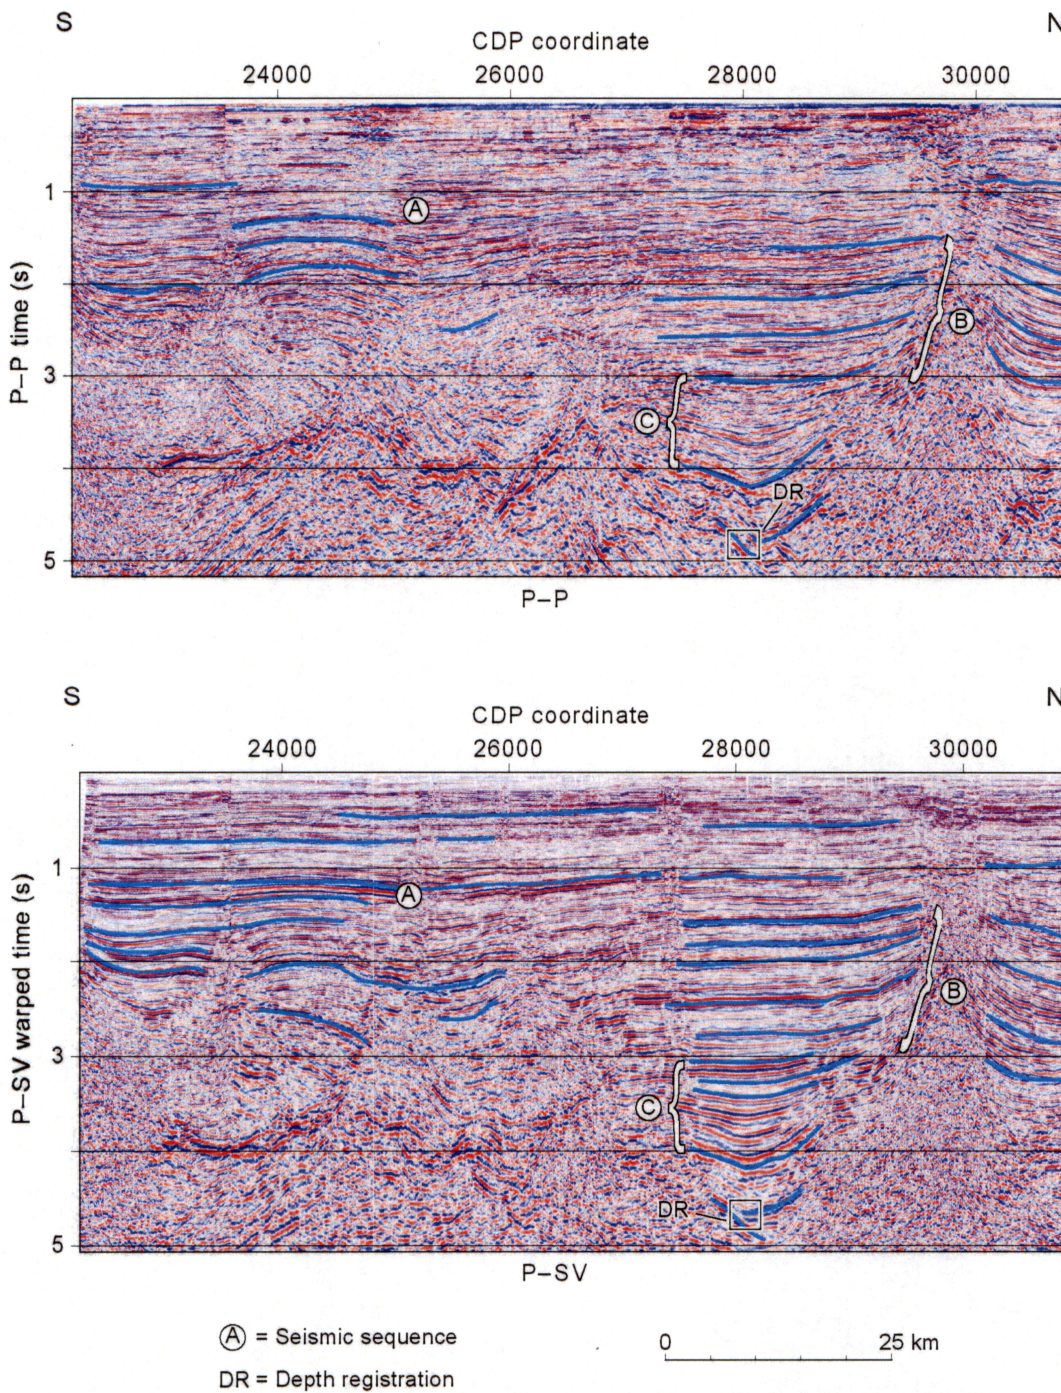 S N
CDP coordinate
24000 26000 28000 30000
P–P time (s)
1
3
5
A
B
C
DR
P–P
S N
CDP coordinate
24000 26000 28000 30000
P–SV warped time (s)
1
3
5
A
B
C
DR
P–SV
A = Seismic sequence
DR = Depth registration
0 25 km